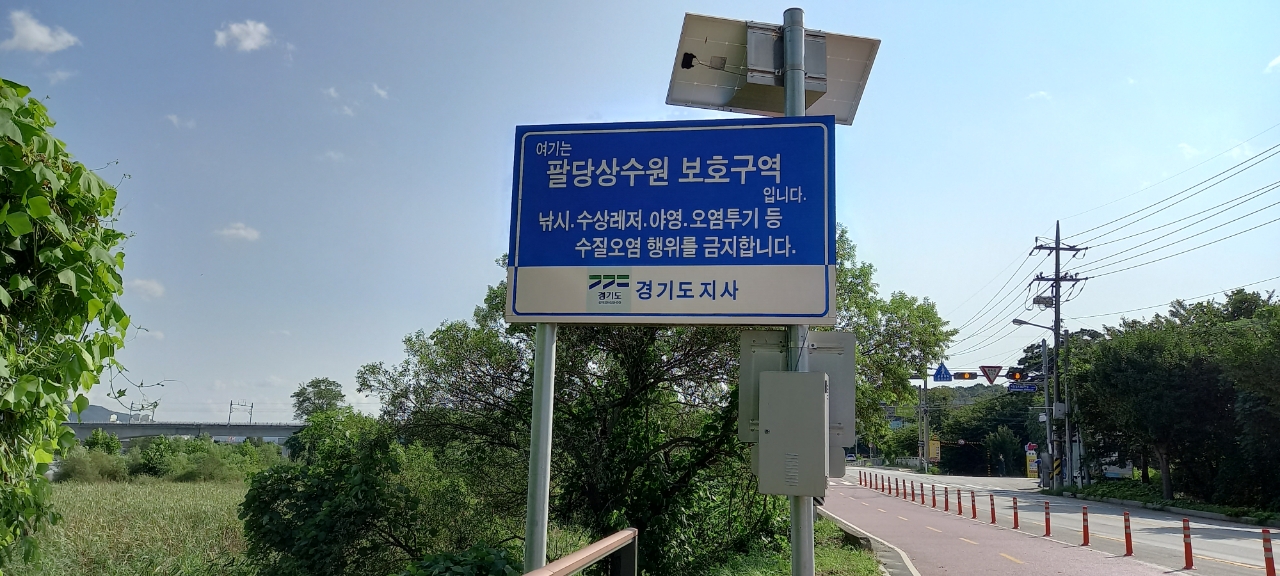 여기는
팔당상수원 보호구역
입니다.
낚시.수상레저.야영.오염투기 등
수질오염 행위를 금지합니다.
경기도 경기도지사